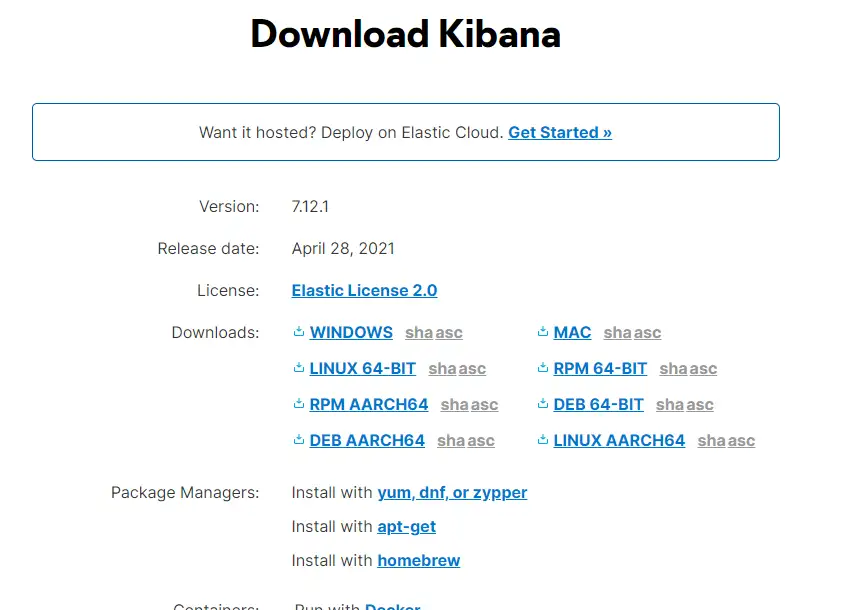 Download Kibana
Want it hosted? Deploy on Elastic Cloud. Get Started »
Version: 7.12.1
Release date: April 28, 2021
License: Elastic License 2.0
Downloads: WINDOWS sha asc MAC sha asc
LINUX 64-BIT sha asc RPM 64-BIT sha asc
RPM AARCH64 sha asc DEB 64-BIT sha asc
DEB AARCH64 sha asc LINUX AARCH64 sha asc
Package Managers: Install with yum, dnf, or zypper
Install with apt-get
Install with homebrew
Containers: Run with Docker